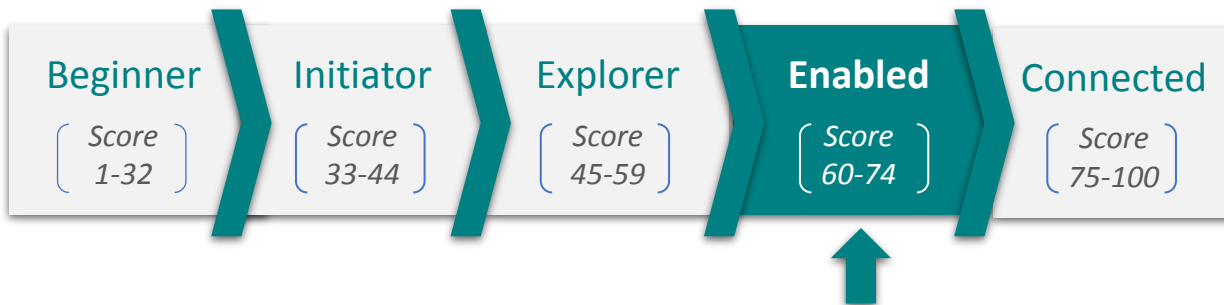 Beginner
Score
1-32
Initiator
Score
33-44
Explorer
Score
45-59
Enabled
Score
60-74
Connected
Score
75-100